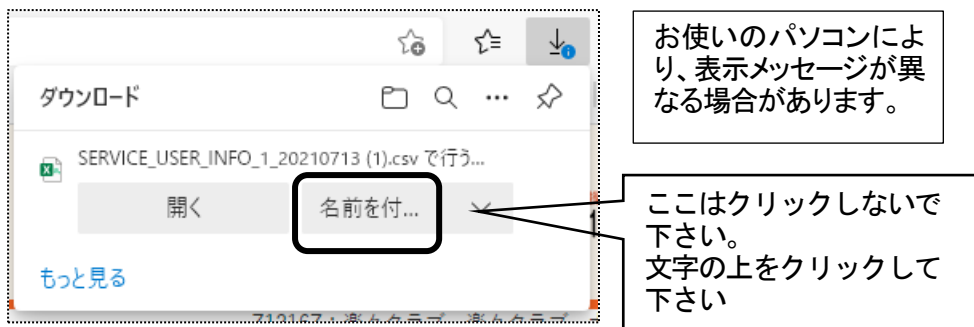 お使いのパソコンによ
り、表示メッセージが異
なる場合があります。
ダウンロード
SERVICE_USER_INFO_1_20210713 (1).csv で行う...
開く
名前を付...
もっと見る
ここはクリックしないで
下さい。
文字の上をクリックして
下さい